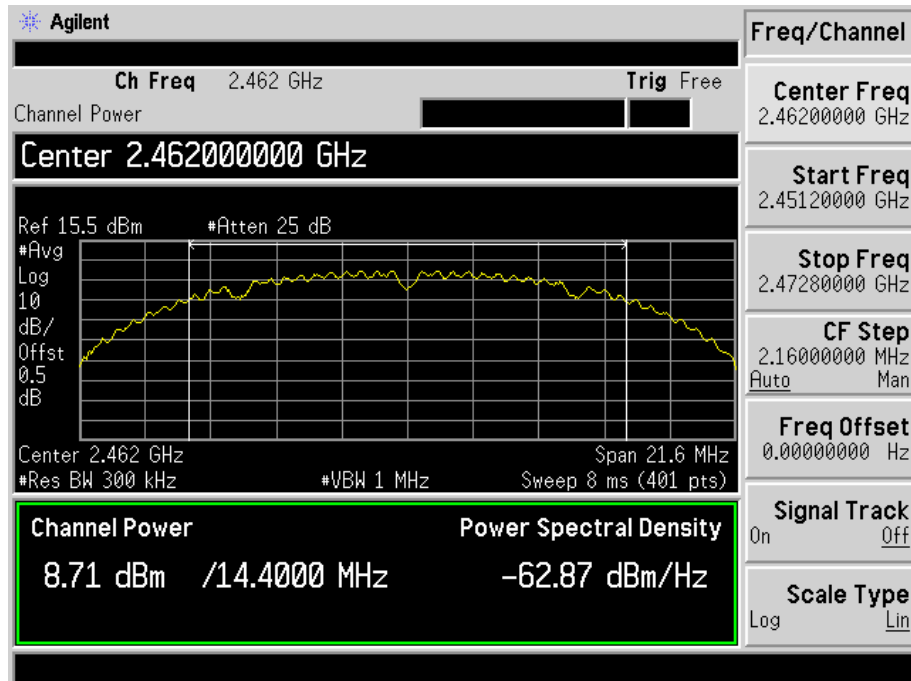 Agilent
Freq/Channel
Ch Freq 2.462 GHz Trig Free
Channel Power
Center 2.462000000 GHz
Ref 15.5 dBm #Atten 25 dB
#Avg
Log
10
dB/
Offst
0.5
dB
Center 2.462 GHz Span 21.6 MHz
#Res BW 300 kHz #VBW 1 MHz Sweep 8 ms (401 pts)
Channel Power Power Spectral Density
8.71 dBm /14.4000 MHz -62.87 dBm/Hz
Center Freq
2.46200000 GHz
Start Freq
2.45120000 GHz
Stop Freq
2.47280000 GHz
CF Step
2.16000000 MHz
Auto Man
Freq Offset
0.00000000 Hz
Signal Track
On Off
Scale Type
Log Lin